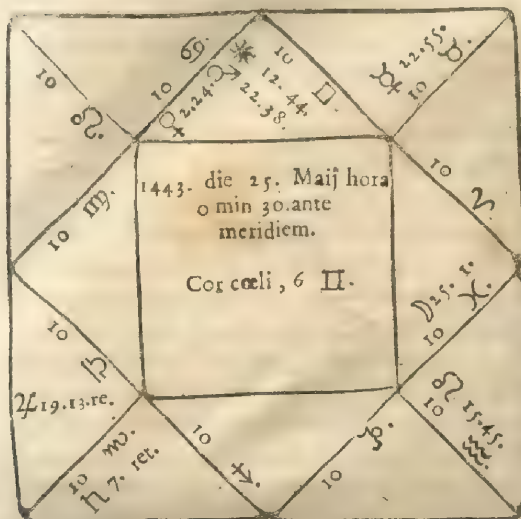 10 ♌.
10 ♋
♀ 2.24.
☀ 12.44.
♂ 22.38.
10 ♊.
☿ 22.55.
10 ♉.
10 ♈
10 ♍.
1443. die 25. Maij hora
0 min 30. ante
meridiem.
Cor cœli, 6 ♊.
☽ 25. 1.
10 ♓.
10 ♎
♃ 19.13.re.
10 ♏.
♄ 7. ret.
10 ♐.
10 ♑.
☊ 15.45.
10 ♒.